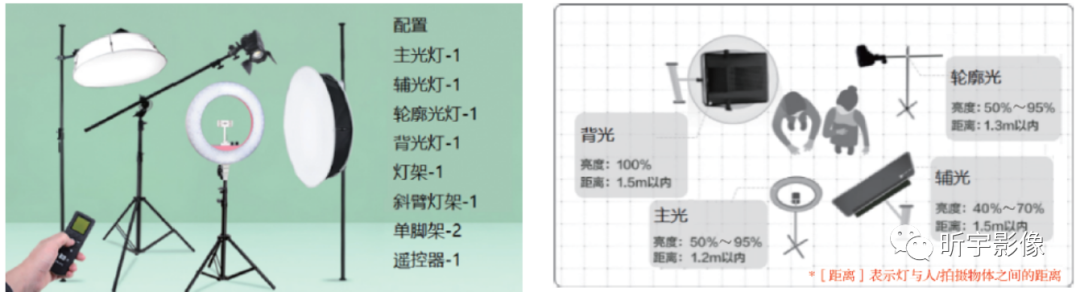 配置
主光灯-1
辅光灯-1
轮廓光灯-1
背光灯-1
灯架-1
斜臂灯架-1
单脚架-2
遥控器-1
轮廓光
亮度：50%～95%
距离：1.3m以内
背光
亮度：100%
距离：1.5m以内
辅光
亮度：40%～70%
距离：1.5m以内
主光
亮度：50%～95%
距离：1.2m以内
昕宇影像
*［距离］表示灯与人/拍摄物体之间的距离